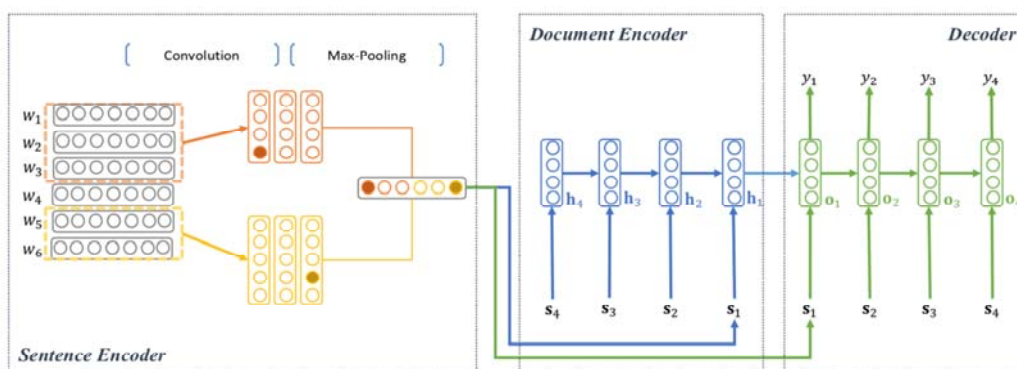 Convolution
Max-Pooling
w₁
w₂
w₃
w₄
w₅
w₆
Sentence Encoder
Document Encoder
h₄
h₃
h₂
h₁
s₄
s₃
s₂
s₁
Decoder
y₁
y₂
y₃
y₄
o₁
o₂
o₃
s₁
s₂
s₃
s₄